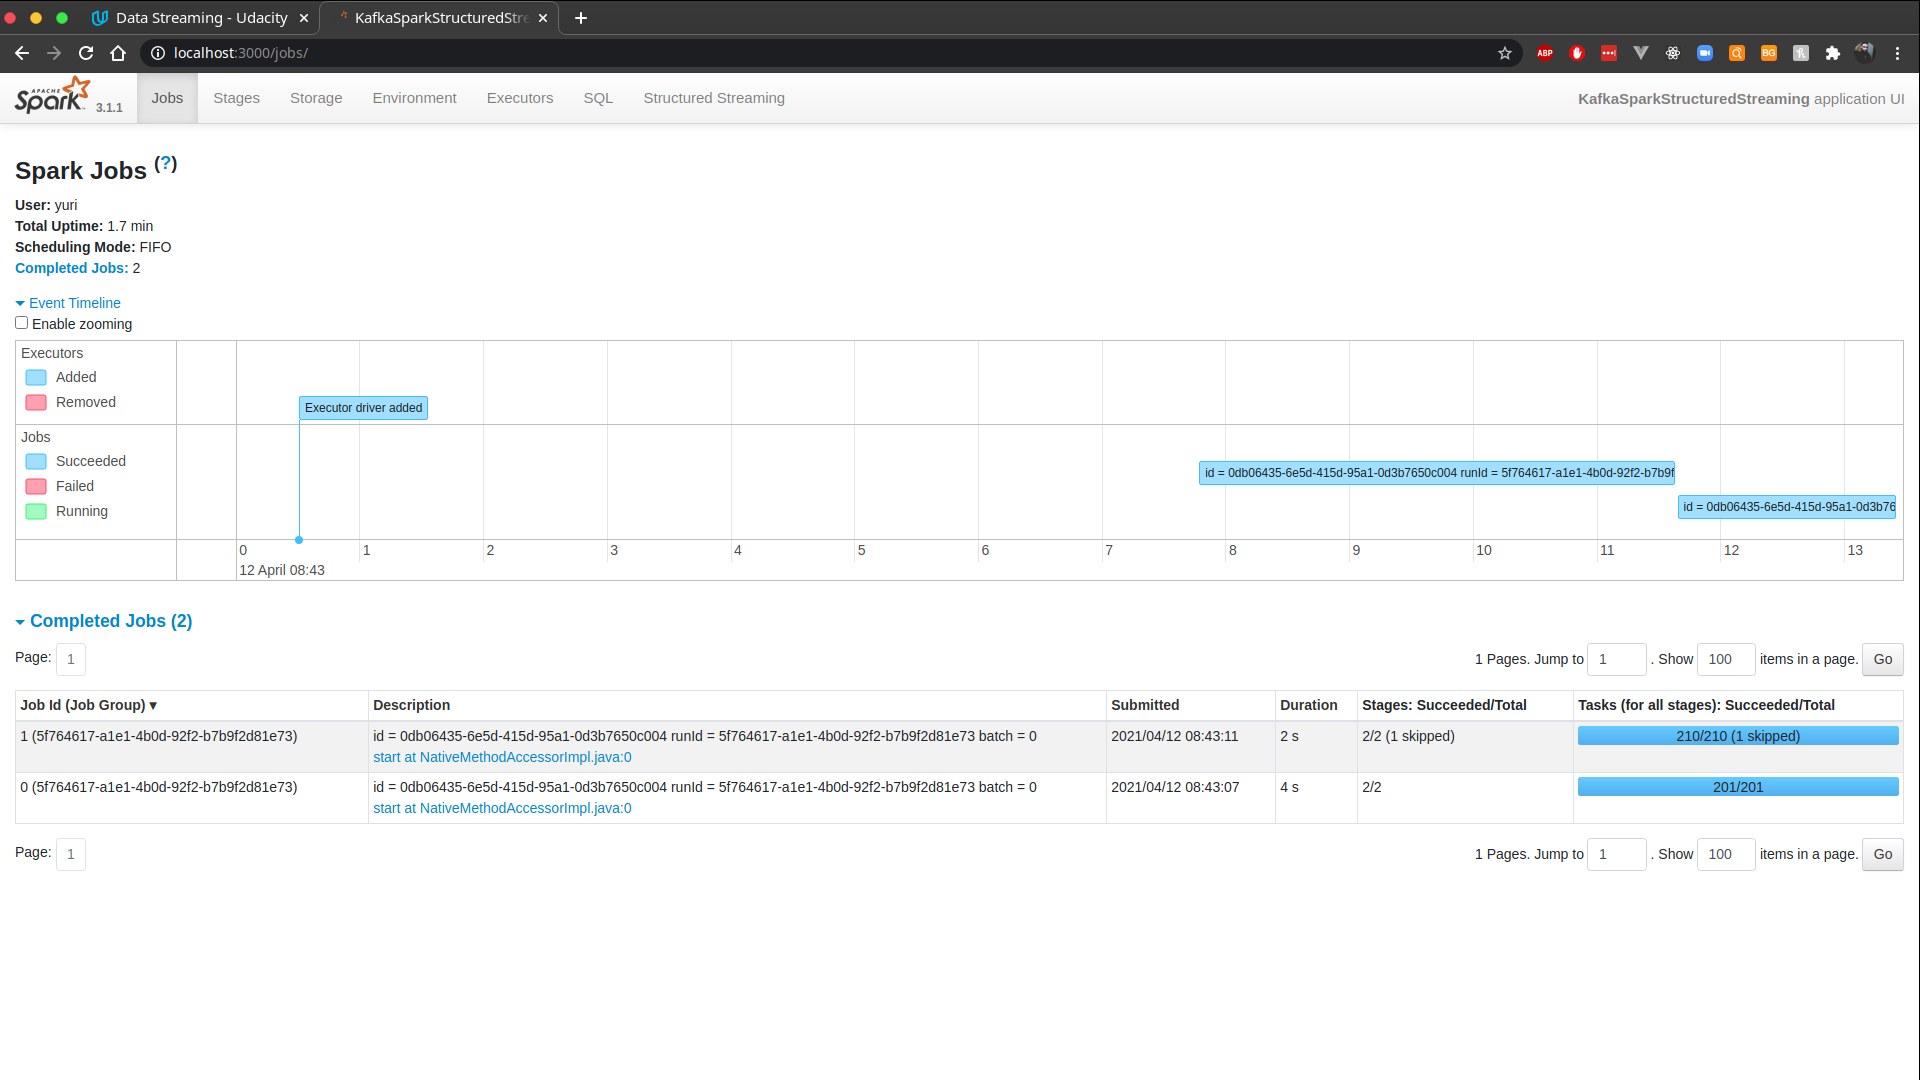 Data Streaming - Udacity
KafkaSparkStructuredStre
localhost:3000/jobs/
ABP
BG
APACHE
Spark 3.1.1
Jobs Stages Storage Environment Executors SQL Structured Streaming
KafkaSparkStructuredStreaming application UI
Spark Jobs (?)
User: yuri
Total Uptime: 1.7 min
Scheduling Mode: FIFO
Completed Jobs: 2
Event Timeline
Enable zooming
Executors
Added
Removed
Executor driver added
Jobs
Succeeded
Failed
Running
id = 0db06435-6e5d-415d-95a1-0d3b7650c004 runId = 5f764617-a1e1-4b0d-92f2-b7b9f
id = 0db06435-6e5d-415d-95a1-0d3b76
0 1 2 3 4 5 6 7 8 9 10 11 12 13
12 April 08:43
Completed Jobs (2)
Page: 1
1 Pages. Jump to 1 . Show 100 items in a page. Go
Job Id (Job Group) ▾ Description Submitted Duration Stages: Succeeded/Total Tasks (for all stages): Succeeded/Total
1 (5f764617-a1e1-4b0d-92f2-b7b9f2d81e73) id = 0db06435-6e5d-415d-95a1-0d3b7650c004 runId = 5f764617-a1e1-4b0d-92f2-b7b9f2d81e73 batch = 0 2021/04/12 08:43:11 2 s 2/2 (1 skipped) 210/210 (1 skipped)
start at NativeMethodAccessorImpl.java:0
0 (5f764617-a1e1-4b0d-92f2-b7b9f2d81e73) id = 0db06435-6e5d-415d-95a1-0d3b7650c004 runId = 5f764617-a1e1-4b0d-92f2-b7b9f2d81e73 batch = 0 2021/04/12 08:43:07 4 s 2/2 201/201
start at NativeMethodAccessorImpl.java:0
Page: 1
1 Pages. Jump to 1 . Show 100 items in a page. Go